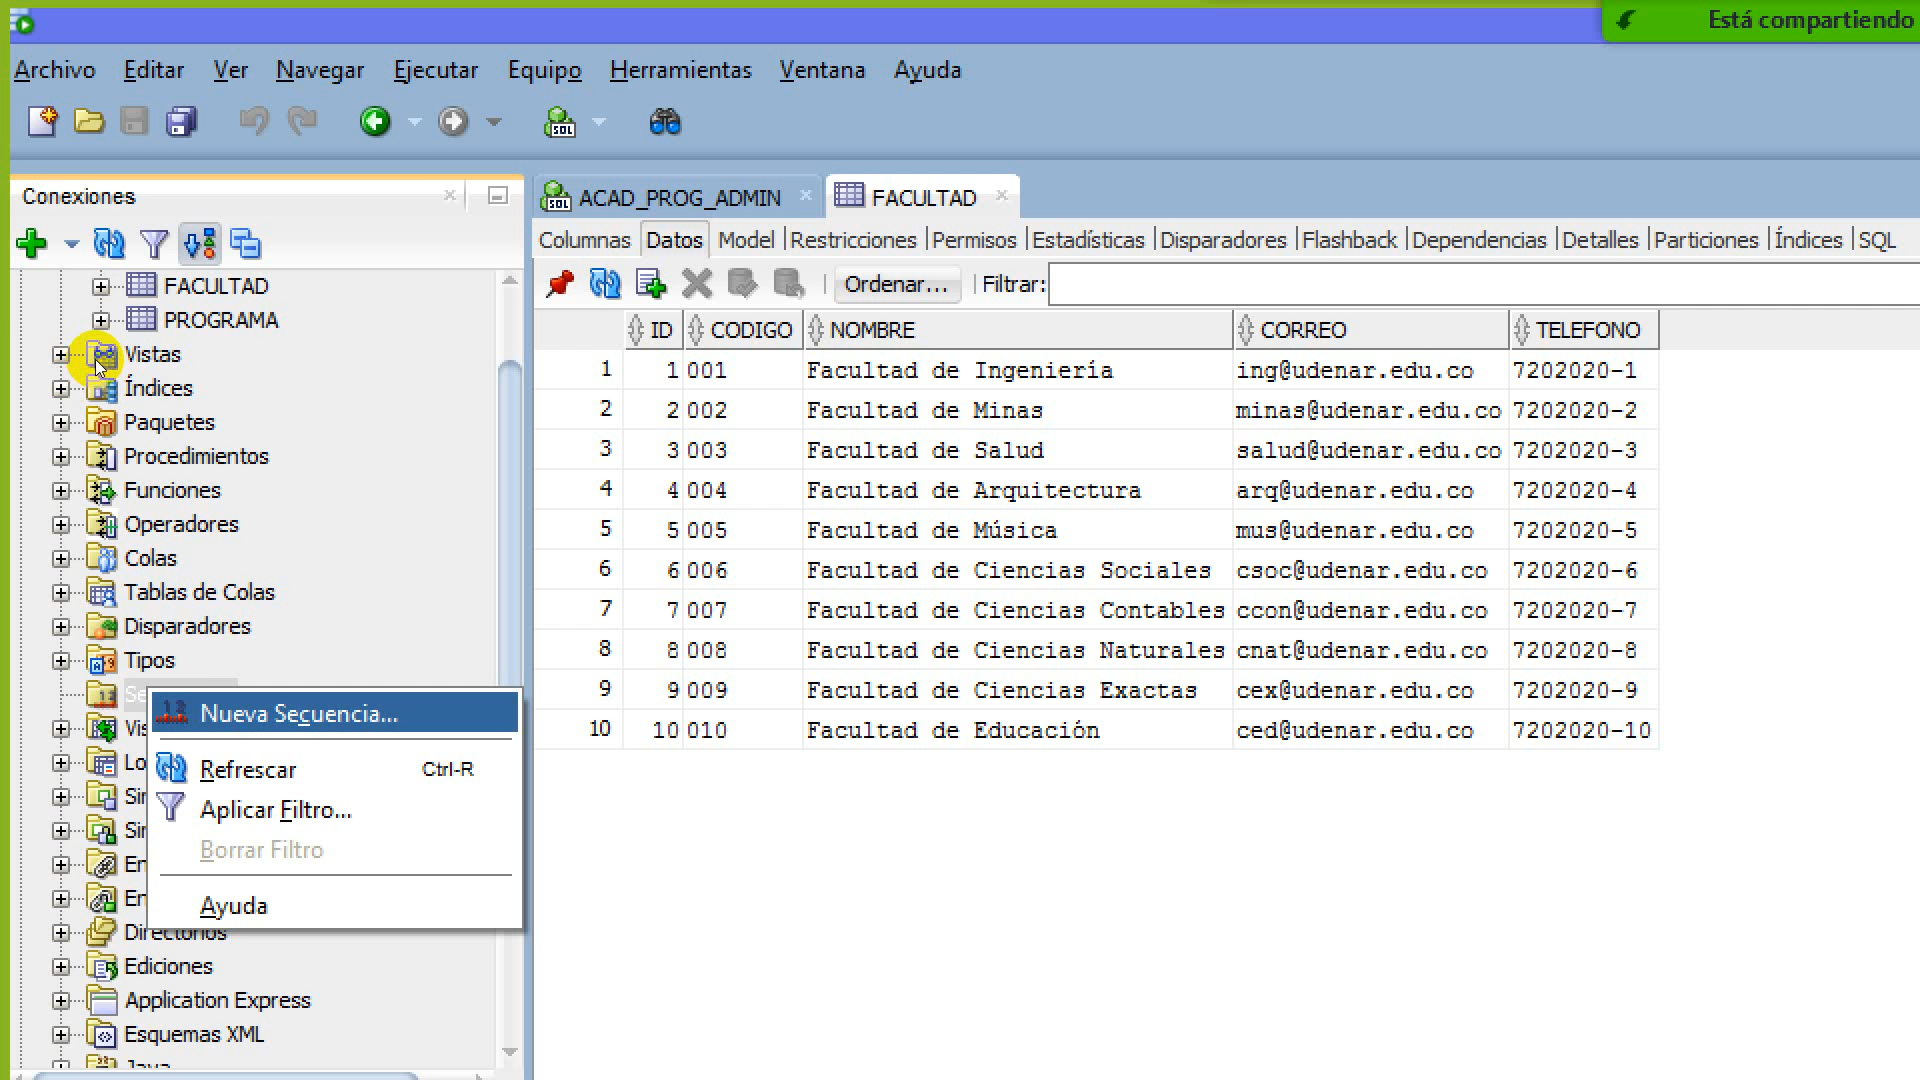 Está compartiendo
Archivo Editar Ver Navegar Ejecutar Equipo Herramientas Ventana Ayuda
Conexiones
FACULTAD
PROGRAMA
Vistas
Índices
Paquetes
Procedimientos
Funciones
Operadores
Colas
Tablas de Colas
Disparadores
Tipos
Nueva Secuencia...
Refrescar Ctrl-R
Aplicar Filtro...
Borrar Filtro
Ayuda
Directorios
Ediciones
Application Express
Esquemas XML
Java
ACAD_PROG_ADMIN FACULTAD
Columnas Datos Model Restricciones Permisos Estadísticas Disparadores Flashback Dependencias Detalles Particiones Índices SQL
Ordenar... Filtrar:
ID CODIGO NOMBRE CORREO TELEFONO
1 1 001 Facultad de Ingeniería ing@udenar.edu.co 7202020-1
2 2 002 Facultad de Minas minas@udenar.edu.co 7202020-2
3 3 003 Facultad de Salud salud@udenar.edu.co 7202020-3
4 4 004 Facultad de Arquitectura arq@udenar.edu.co 7202020-4
5 5 005 Facultad de Música mus@udenar.edu.co 7202020-5
6 6 006 Facultad de Ciencias Sociales csoc@udenar.edu.co 7202020-6
7 7 007 Facultad de Ciencias Contables ccon@udenar.edu.co 7202020-7
8 8 008 Facultad de Ciencias Naturales cnat@udenar.edu.co 7202020-8
9 9 009 Facultad de Ciencias Exactas cex@udenar.edu.co 7202020-9
10 10 010 Facultad de Educación ced@udenar.edu.co 7202020-10